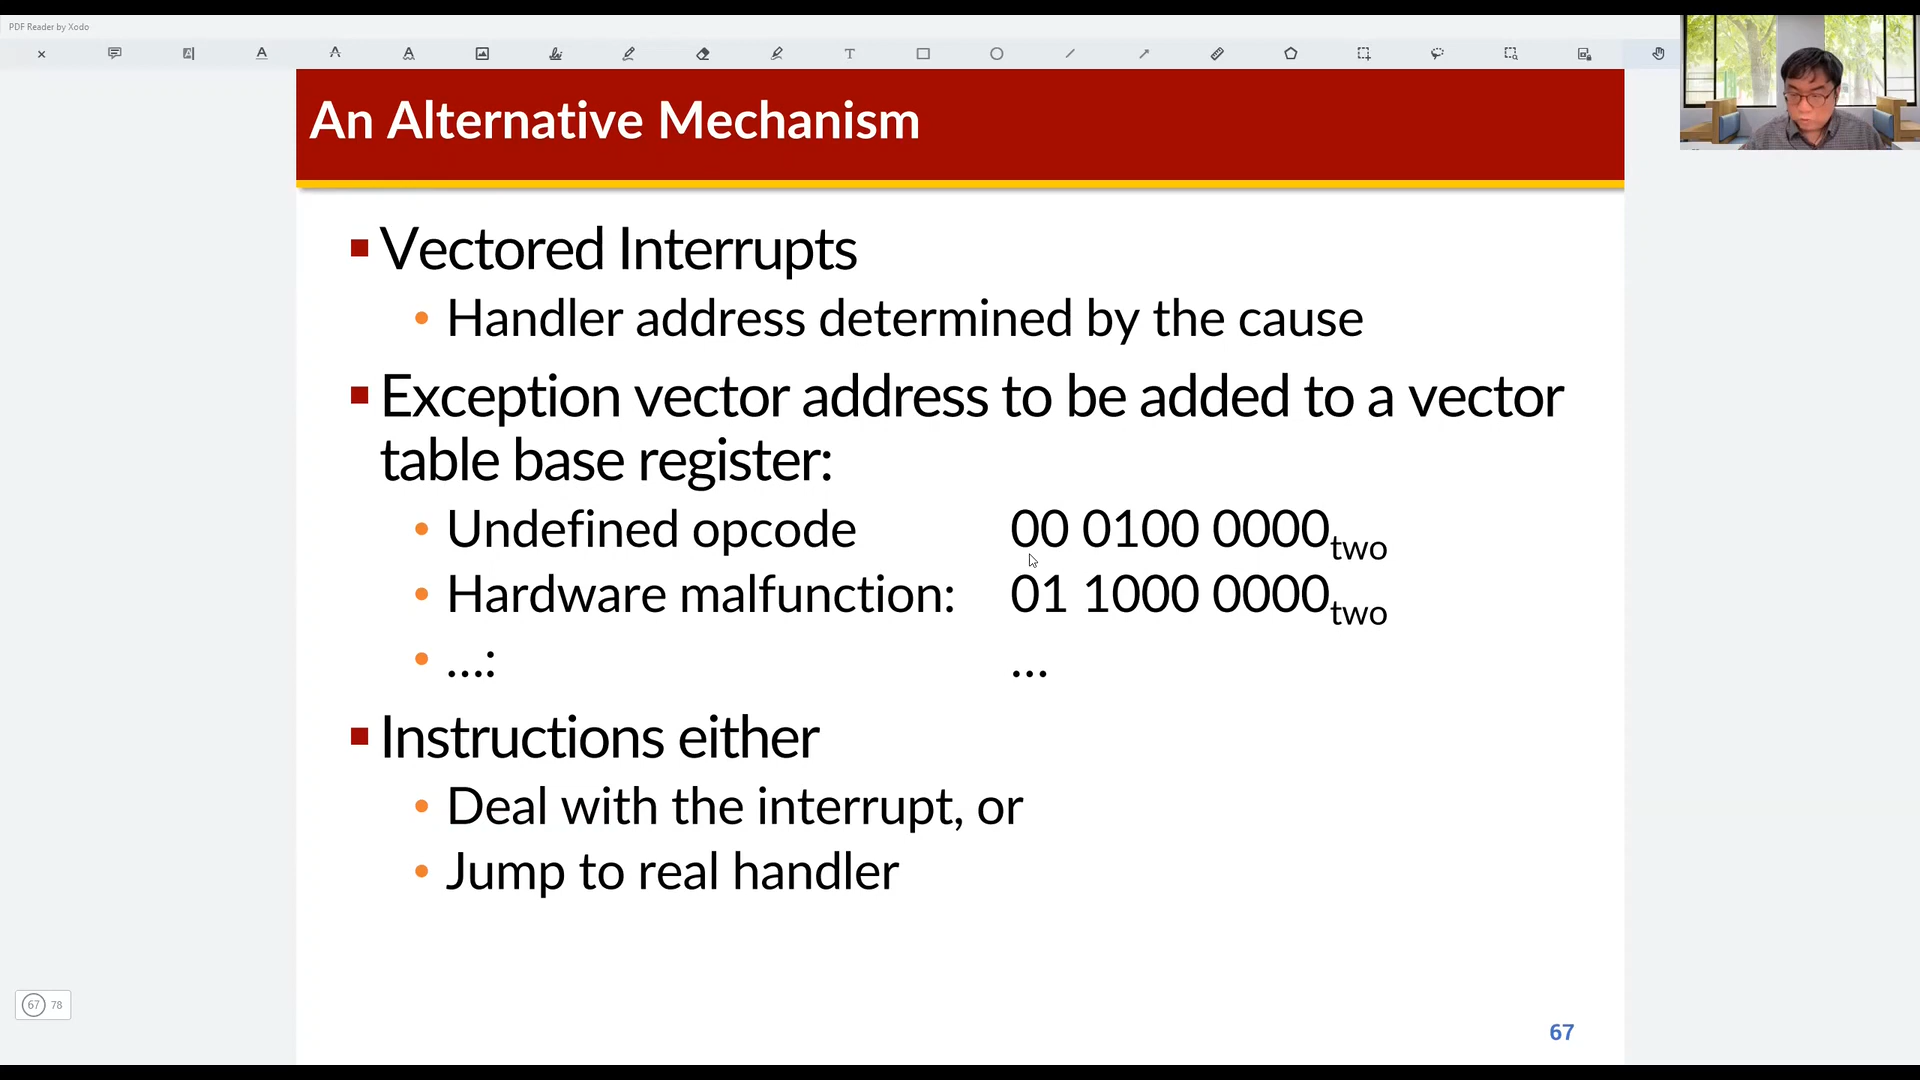 PDF Reader by Xodo
An Alternative Mechanism
Vectored Interrupts
Handler address determined by the cause
Exception vector address to be added to a vector
table base register:
Undefined opcode 00 0100 0000two
Hardware malfunction: 01 1000 0000two
...: ...
Instructions either
Deal with the interrupt, or
Jump to real handler
67 78
67